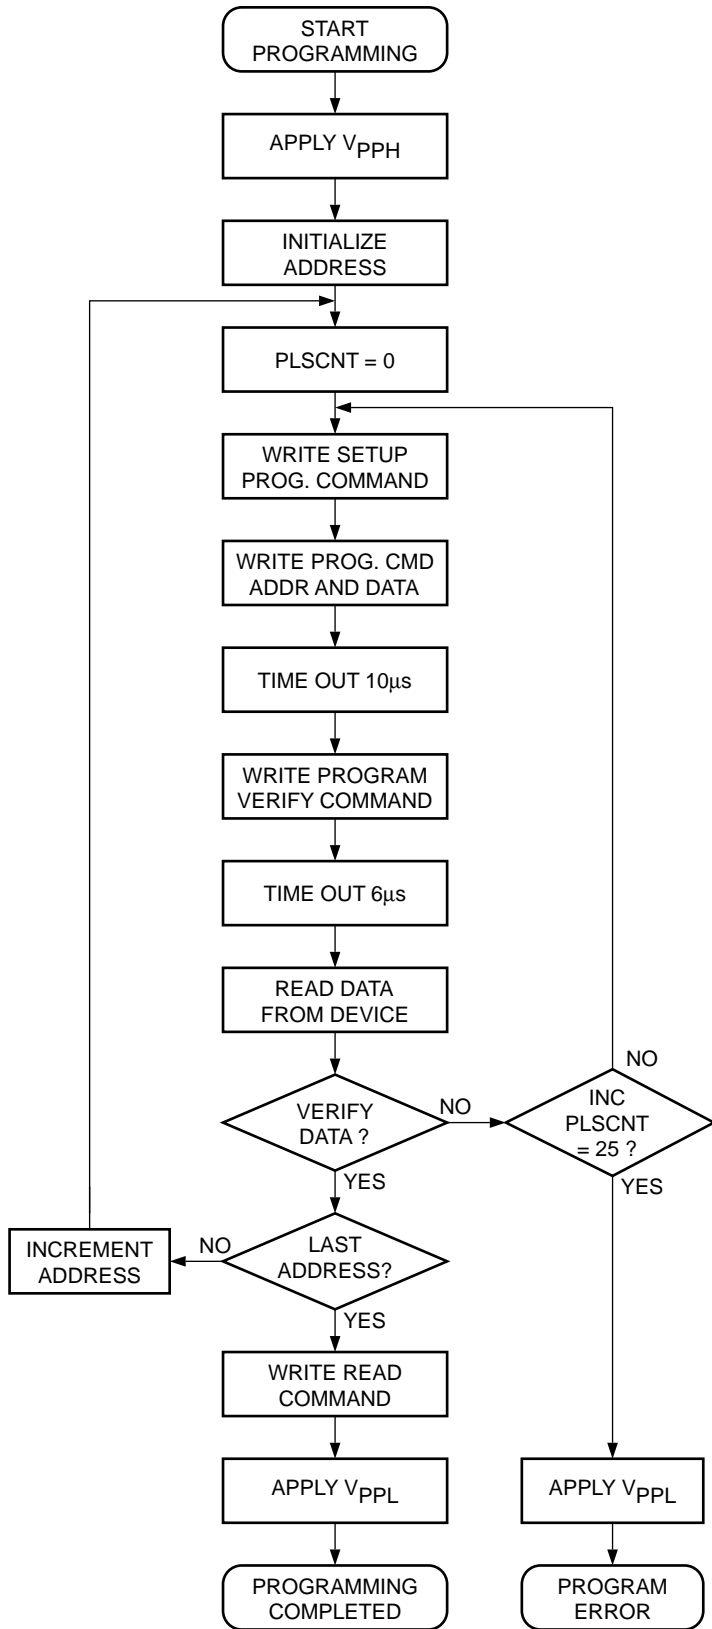 START
PROGRAMMING
APPLY VPPH
INITIALIZE
ADDRESS
PLSCNT = 0
WRITE SETUP
PROG. COMMAND
WRITE PROG. CMD
ADDR AND DATA
TIME OUT 10μs
WRITE PROGRAM
VERIFY COMMAND
TIME OUT 6μs
READ DATA
FROM DEVICE
VERIFY
DATA ?
NO
YES
INC
PLSCNT
= 25 ?
NO
YES
LAST
ADDRESS?
NO
YES
INCREMENT
ADDRESS
WRITE READ
COMMAND
APPLY VPPL
PROGRAMMING
COMPLETED
APPLY VPPL
PROGRAM
ERROR